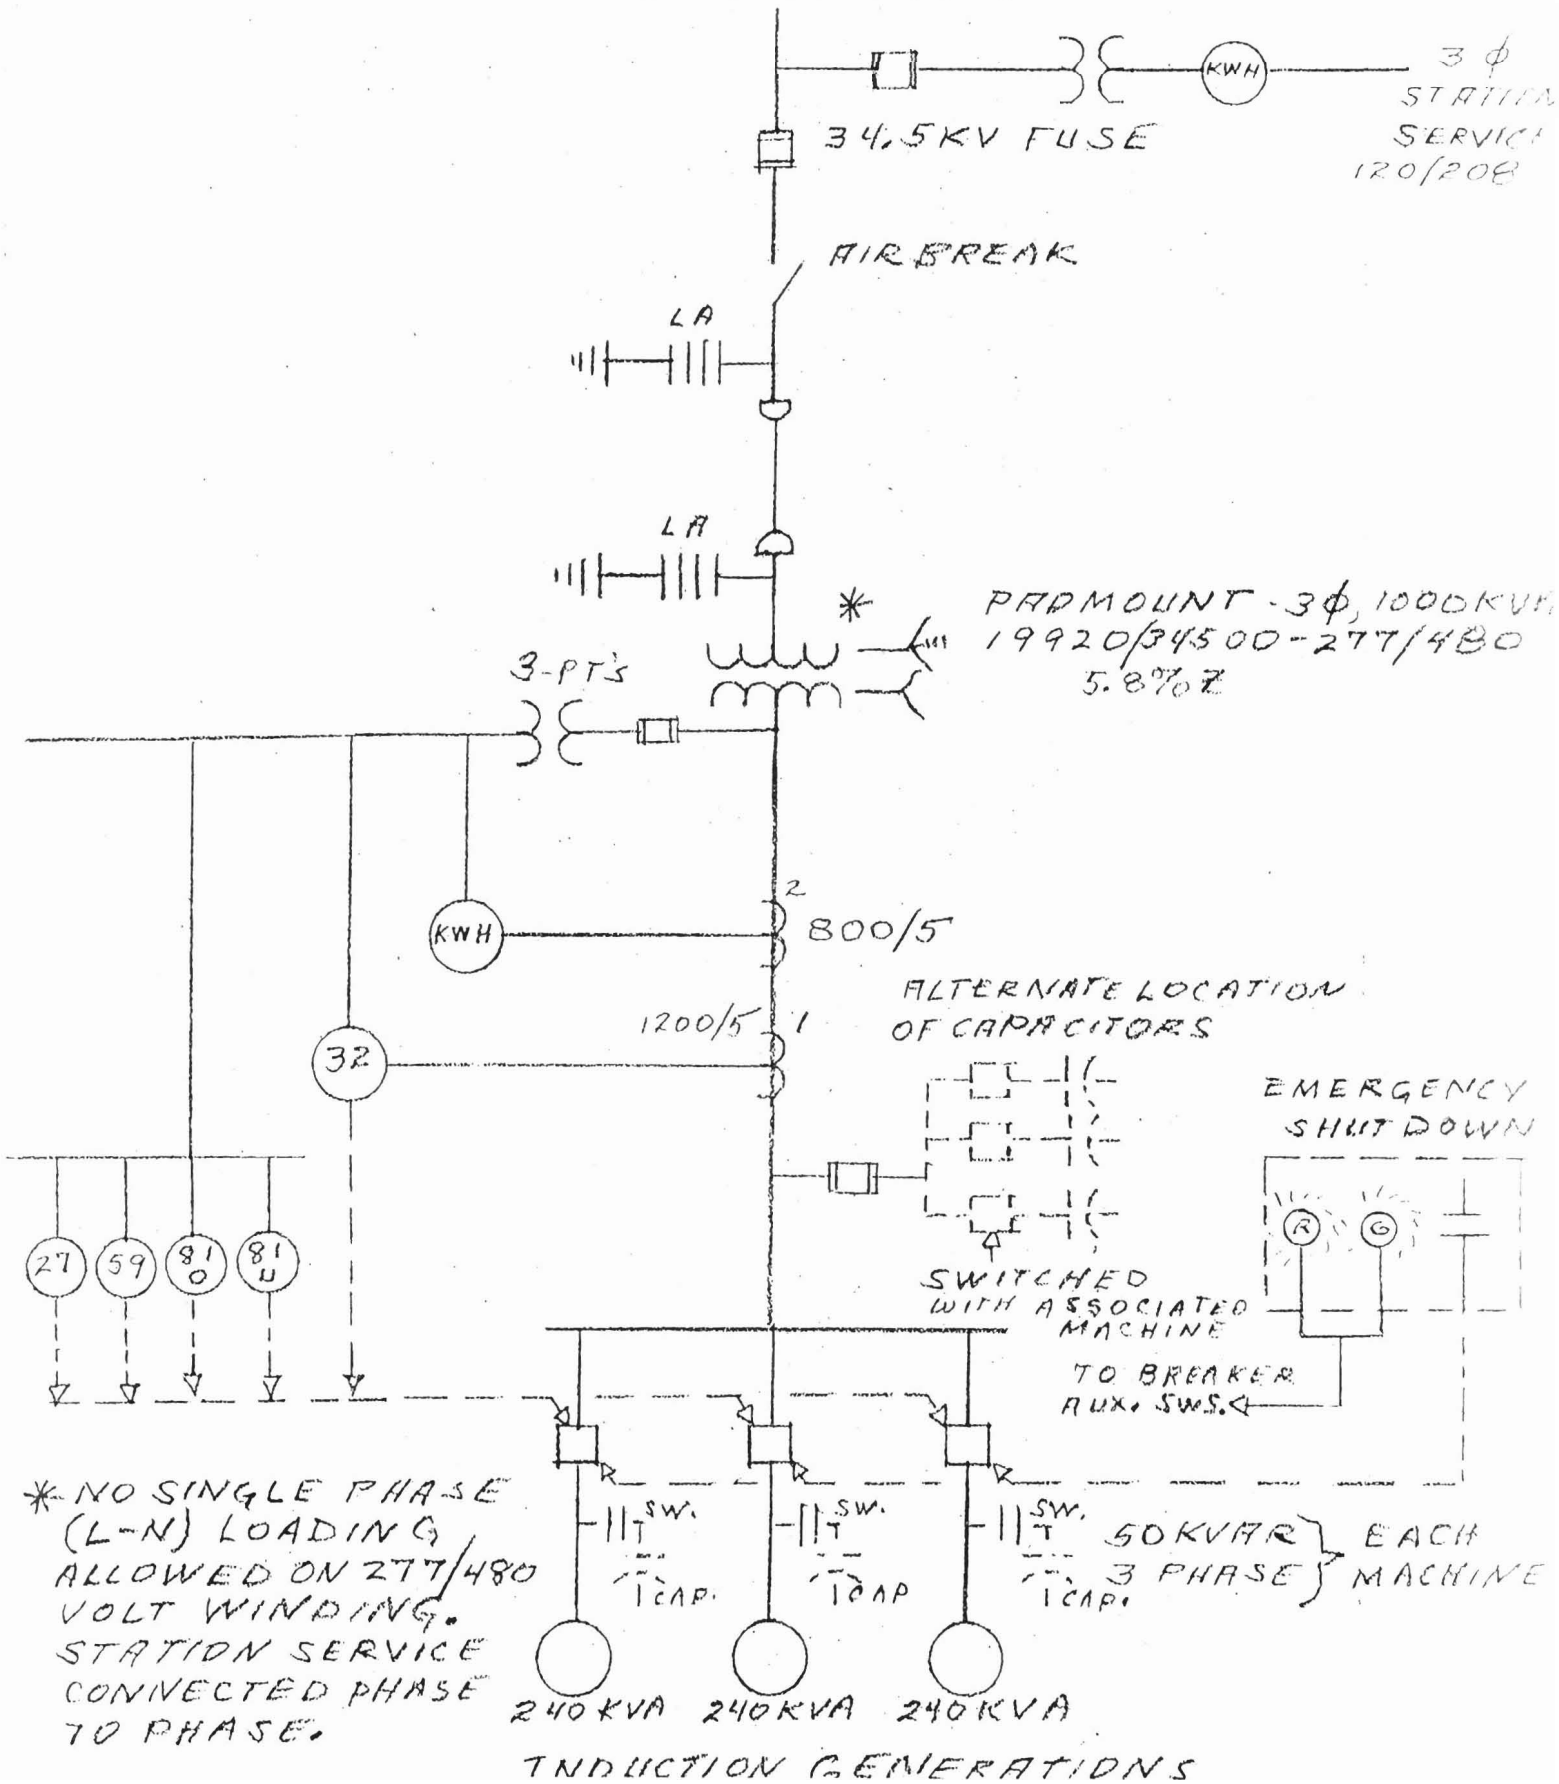 KWH
3 Φ
STATION
SERVICE
120/208
34.5KV FUSE
AIRBREAK
LA
LA
*
PADMOUNT - 3Φ, 1000KVA
19920/34500-277/480
5.8% Z
3-PT's
2
KWH
800/5
ALTERNATE LOCATION
OF CAPACITORS
1200/5
1
32
EMERGENCY
SHUT DOWN
R
G
27
59
81
O
81
U
SWITCHED
WITH ASSOCIATED
MACHINE
TO BREAKER
AUX. SWS.
* NO SINGLE PHASE
(L-N) LOADING
ALLOWED ON 277/480
VOLT WINDING.
STATION SERVICE
CONNECTED PHASE
TO PHASE.
SW.
CAP.
SW.
CAP
SW.
CAP.
50KVAR } EACH
3 PHASE } MACHINE
240KVA 240KVA 240KVA
INDUCTION GENERATIONS